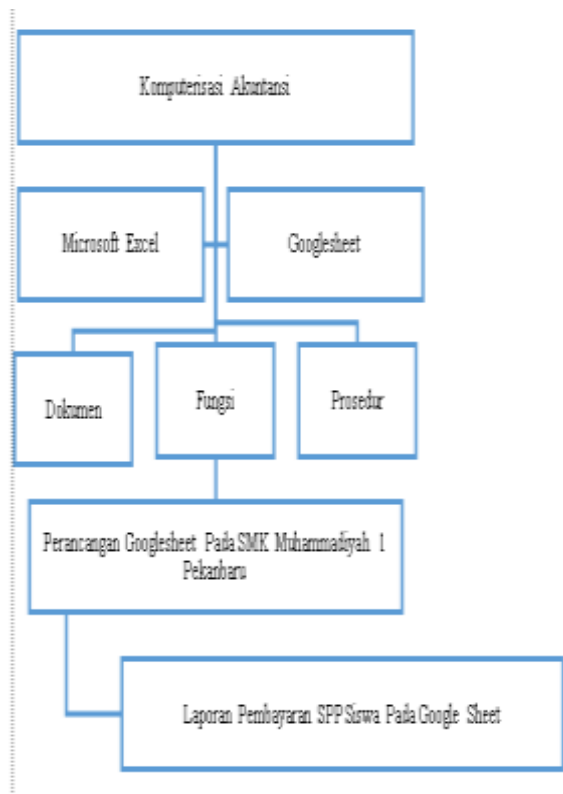 Komputerisasi Akuntansi
Microsoft Excel
Googlesheet
Dokumen
Fungsi
Prosedur
Perancangan Googlesheet Pada SMK Muhammadiyah 1
Pekanbaru
Laporan Pembayaran SPP Siswa Pada Google Sheet